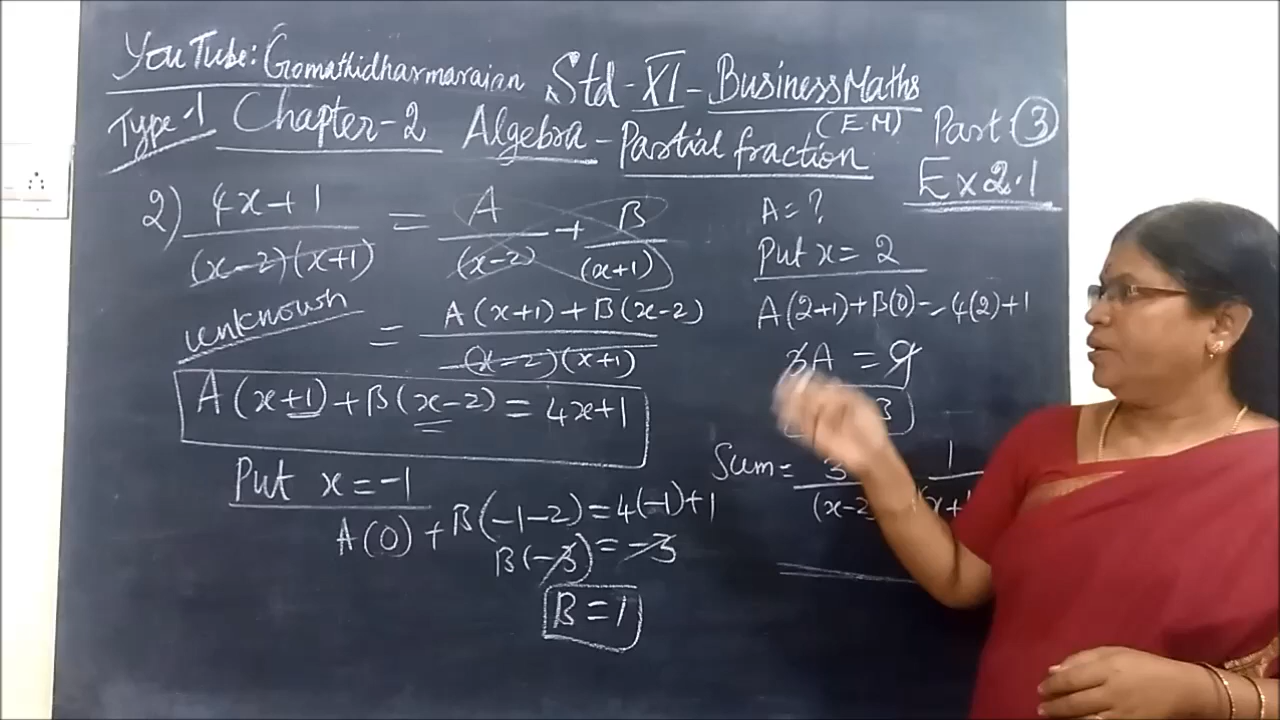 YouTube: Gomathidharmaraian Std - XI - Business Maths
(E.M)
Type-1 Chapter-2 Algebra - Partial fraction Part 3
Ex 2.1
2) 4x+1 / (x-2)(x+1) = A / (x-2) + B / (x+1)
unknown
= A(x+1) + B(x-2) / (x-2)(x+1)
A(x+1) + B(x-2) = 4x+1
Put x = -1
A(0) + B(-1-2) = 4(-1)+1
B(-3) = -3
B = 1
A = ?
Put x = 2
A(2+1) + B(0) = 4(2)+1
3A = 9
3
Sum = 3 / (x-2 1 / (x+1